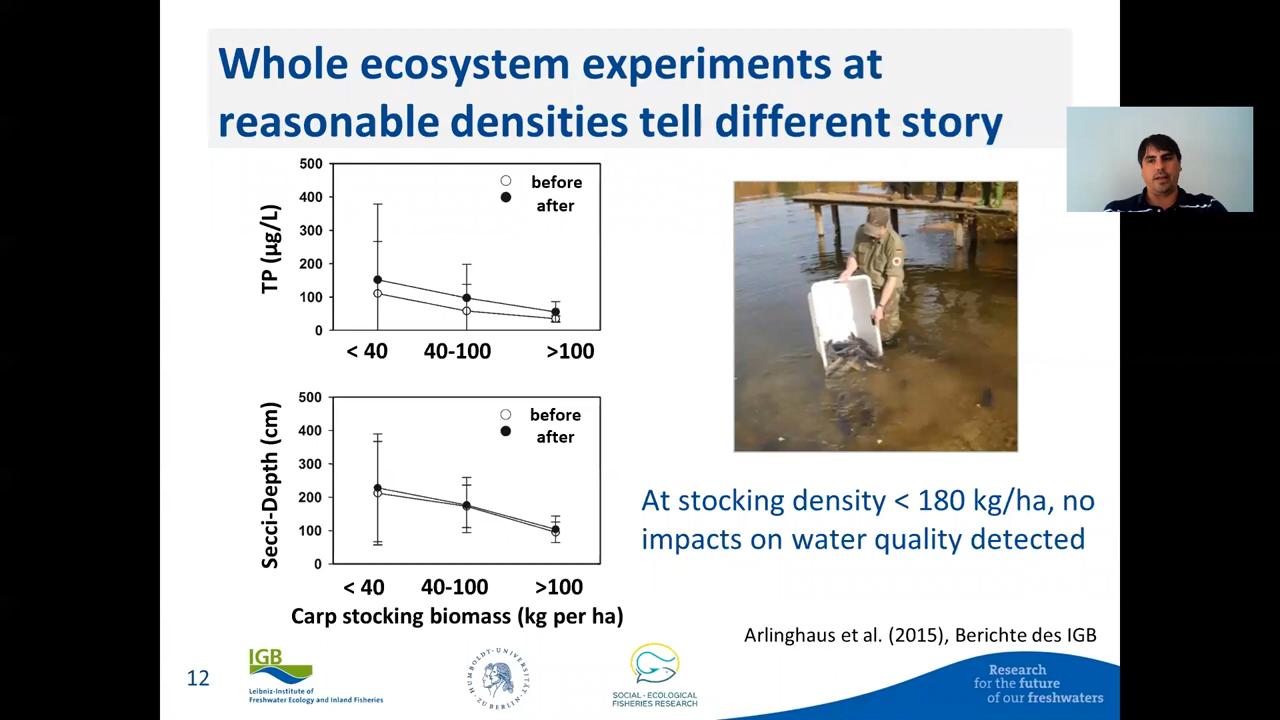 Whole ecosystem experiments at
reasonable densities tell different story
500
400
300
200
100
0
TP (µg/L)
before
after
< 40 40-100 >100
500
400
300
200
100
0
Secci-Depth (cm)
before
after
< 40 40-100 >100
Carp stocking biomass (kg per ha)
At stocking density < 180 kg/ha, no
impacts on water quality detected
Arlinghaus et al. (2015), Berichte des IGB
12
IGB
Leibniz-Institute of
Freshwater Ecology and Inland Fisheries
HUMBOLDT-UNIVERSITÄT
ZU BERLIN
SOCIAL-ECOLOGICAL
FISHERIES RESEARCH
Research
for the future
of our freshwaters